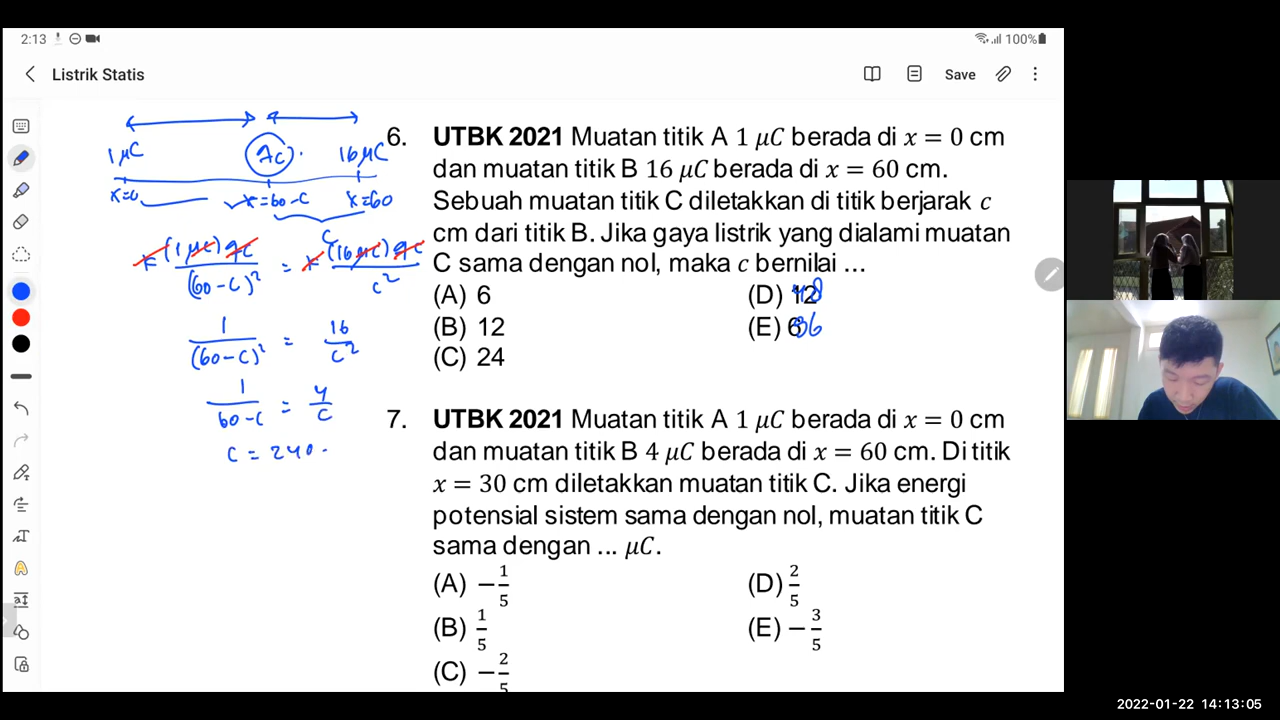 2:13
100%
Listrik Statis
Save
1 μC
qc
16 μC
x=0
x=60-c
x=60
c
k (1μC) qc / (60-c)² = k (16μC) qc / c²
1 / (60-c)² = 16 / c²
1 / 60-c = 4 / c
c = 240.
6. UTBK 2021 Muatan titik A 1 μC berada di x = 0 cm
dan muatan titik B 16 μC berada di x = 60 cm.
Sebuah muatan titik C diletakkan di titik berjarak c
cm dari titik B. Jika gaya listrik yang dialami muatan
C sama dengan nol, maka c bernilai ...
(A) 6
(D) 12 48
(B) 12
(E) 6 36
(C) 24
7. UTBK 2021 Muatan titik A 1 μC berada di x = 0 cm
dan muatan titik B 4 μC berada di x = 60 cm. Di titik
x = 30 cm diletakkan muatan titik C. Jika energi
potensial sistem sama dengan nol, muatan titik C
sama dengan ... μC.
(A) −1/5
(D) 2/5
(B) 1/5
(E) −3/5
(C) −2/5
2022-01-22 14:13:05